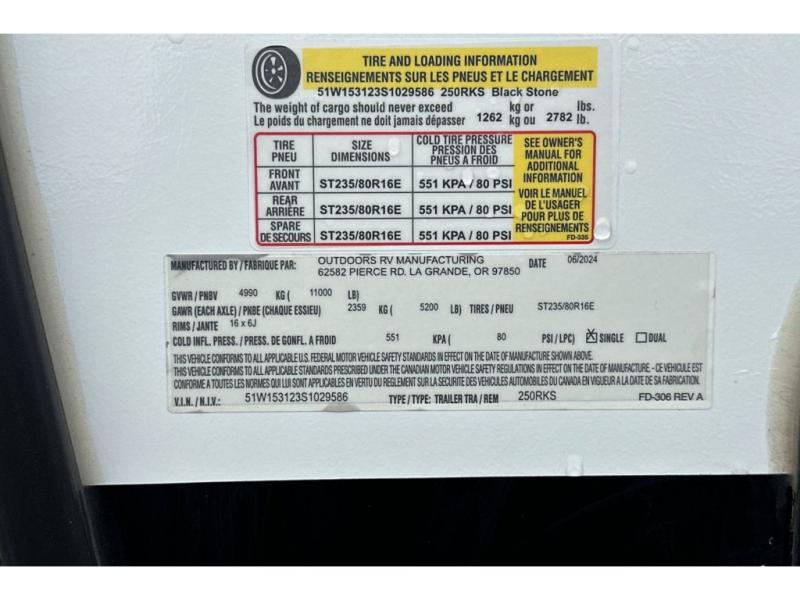 TIRE AND LOADING INFORMATION
RENSEIGNEMENTS SUR LES PNEUS ET LE CHARGEMENT
51W153123S1029586 250RKS Black Stone
The weight of cargo should never exceed kg or lbs.
Le poids du chargement ne doit jamais dépasser 1262 kg ou 2782 lb.
TIRE PNEU SIZE DIMENSIONS COLD TIRE PRESSURE PRESSION DES PNEUS A FROID
FRONT AVANT ST235/80R16E 551 KPA / 80 PSI
REAR ARRIÈRE ST235/80R16E 551 KPA / 80 PSI
SPARE DE SECOURS ST235/80R16E 551 KPA / 80 PSI
SEE OWNER'S
MANUAL FOR
ADDITIONAL
INFORMATION
VOIR LE MANUEL
DE L'USAGER
POUR PLUS DE
RENSEIGNEMENTS
FD-335
MANUFACTURED BY / FABRIQUE PAR: OUTDOORS RV MANUFACTURING DATE 06/2024
62582 PIERCE RD. LA GRANDE, OR 97850
GVWR / PNBV 4990 KG ( 11000 LB)
GAWR (EACH AXLE) / PNBE (CHAQUE ESSIEU) 2359 KG ( 5200 LB) TIRES / PNEU ST235/80R16E
RIMS / JANTE 16 x 6J
COLD INFL. PRESS. / PRESS. DE GONFL. A FROID 551 KPA ( 80 PSI / LPC) X SINGLE DUAL
THIS VEHICLE CONFORMS TO ALL APPLICABLE U.S. FEDERAL MOTOR VEHICLE SAFETY STANDARDS IN EFFECT ON THE DATE OF MANUFACTURE SHOWN ABOVE.
THIS VEHICLE CONFORMS TO ALL APPLICABLE STANDARDS PRESCRIBED UNDER THE CANADIAN MOTOR VEHICLE SAFETY REGULATIONS IN EFFECT ON THE DATE OF MANUFACTURE - CE VEHICULE EST
CONFORME A TOUTES LES NORMES QUI LUI SONT APPLICABLES EN VERTU DU REGLEMENT SUR LA SECURITE DES VEHICULES AUTOMOBILES DU CANADA EN VIGUEUR A LA DATE DE SA FABRICATION.
V.I.N. / N.I.V.: 51W153123S1029586 TYPE / TYPE: TRAILER TRA / REM 250RKS FD-306 REV A